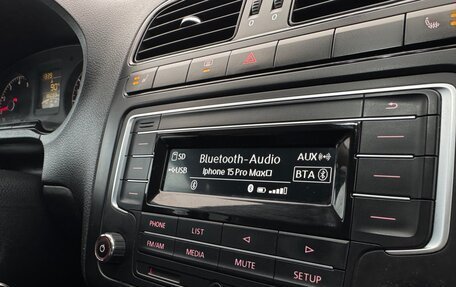 SD Bluetooth-Audio AUX
USB Iphone 15 Pro Max BTA
PHONE LIST
FM/AM MEDIA MUTE SETUP